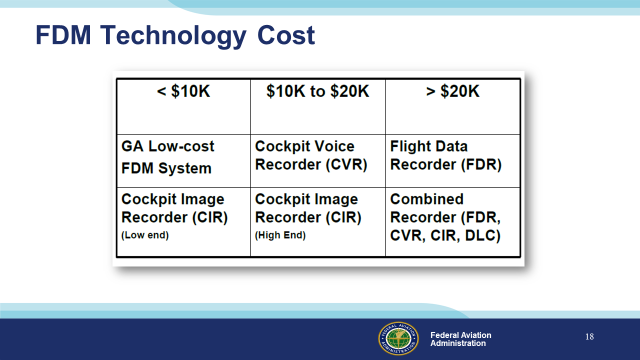 FDM Technology Cost
< $10K
$10K to $20K
> $20K
GA Low-cost
FDM System
Cockpit Voice
Recorder (CVR)
Flight Data
Recorder (FDR)
Cockpit Image
Recorder (CIR)
(Low end)
Cockpit Image
Recorder (CIR)
(High End)
Combined
Recorder (FDR,
CVR, CIR, DLC)
Federal Aviation
Administration
18